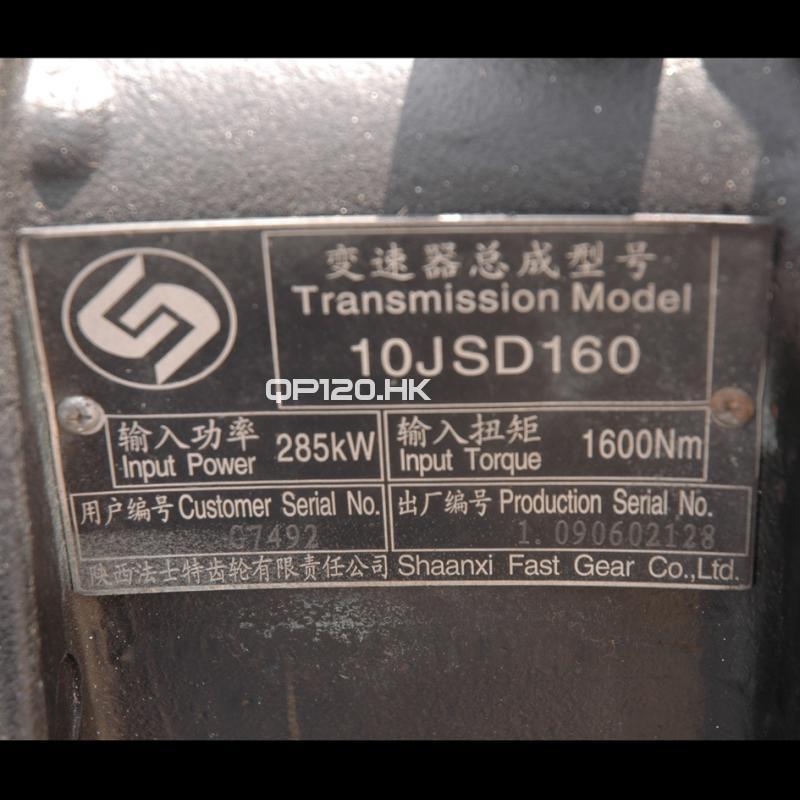 变速器总成型号
Transmission Model
10JSD160
QP120.HK
输入功率 285kW 输入扭矩 1600Nm
Input Power Input Torque
用户编号 Customer Serial No. 出厂编号 Production Serial No.
G7492 1.090602128
陕西法士特齿轮有限责任公司 Shaanxi Fast Gear Co.,Ltd.